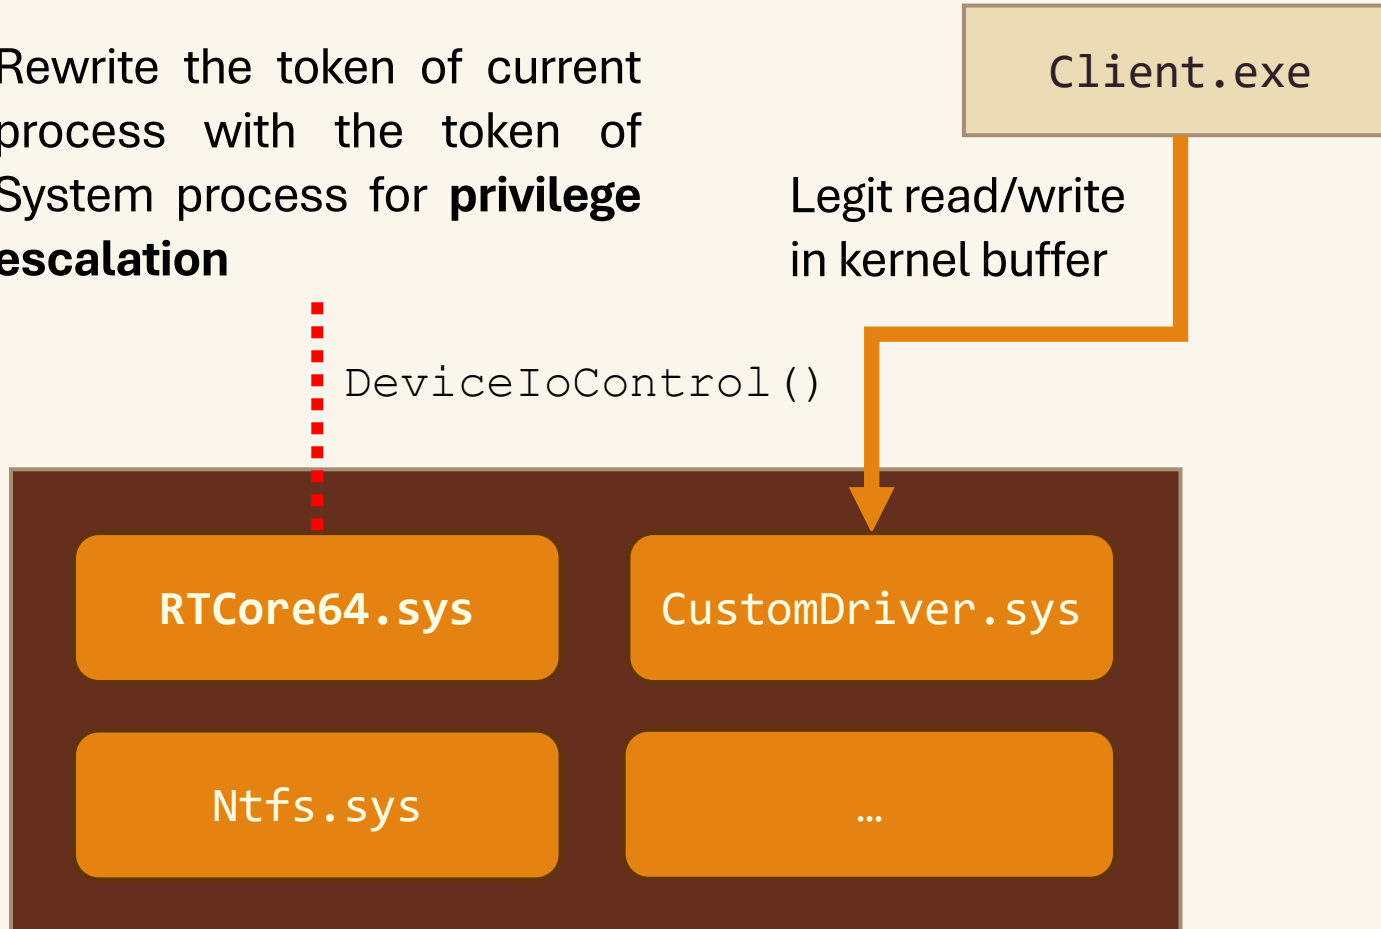 Rewrite the token of current
process with the token of
System process for privilege
escalation
Client.exe
Legit read/write
in kernel buffer
DeviceIoControl()
RTCore64.sys
CustomDriver.sys
Ntfs.sys
…